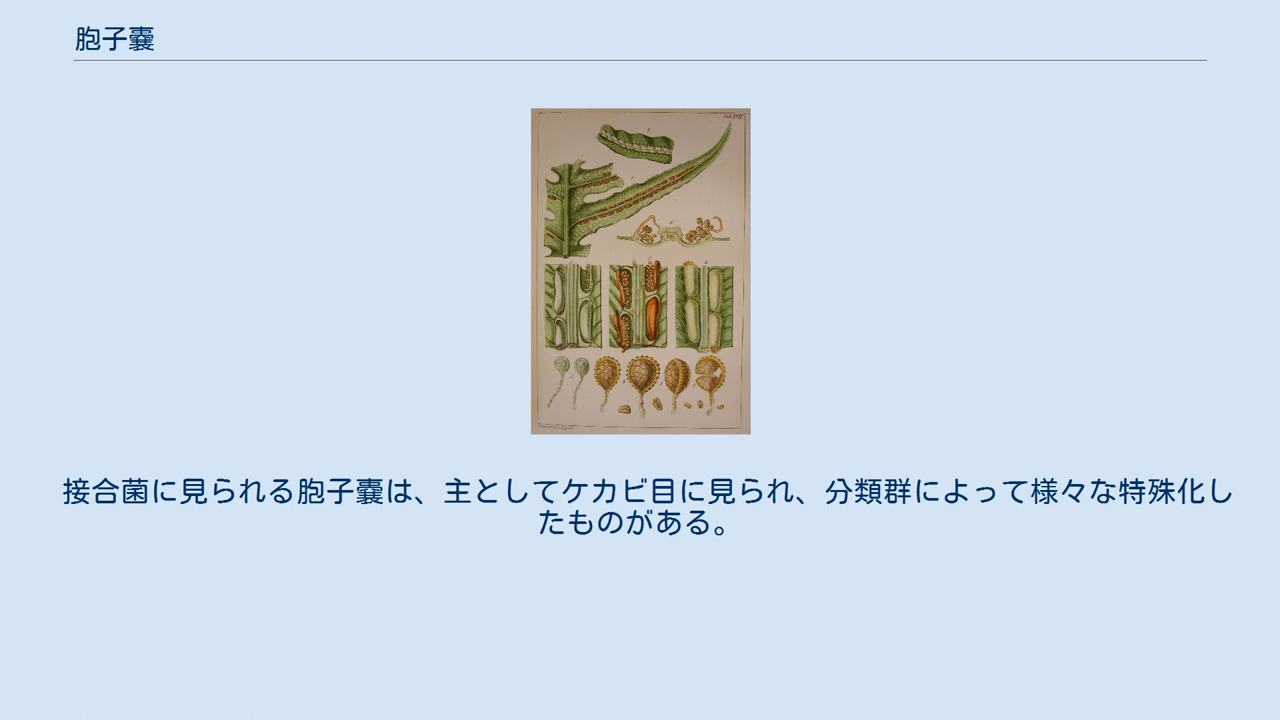 胞子嚢
接合菌に見られる胞子嚢は、主としてケカビ目に見られ、分類群によって様々な特殊化し
たものがある。